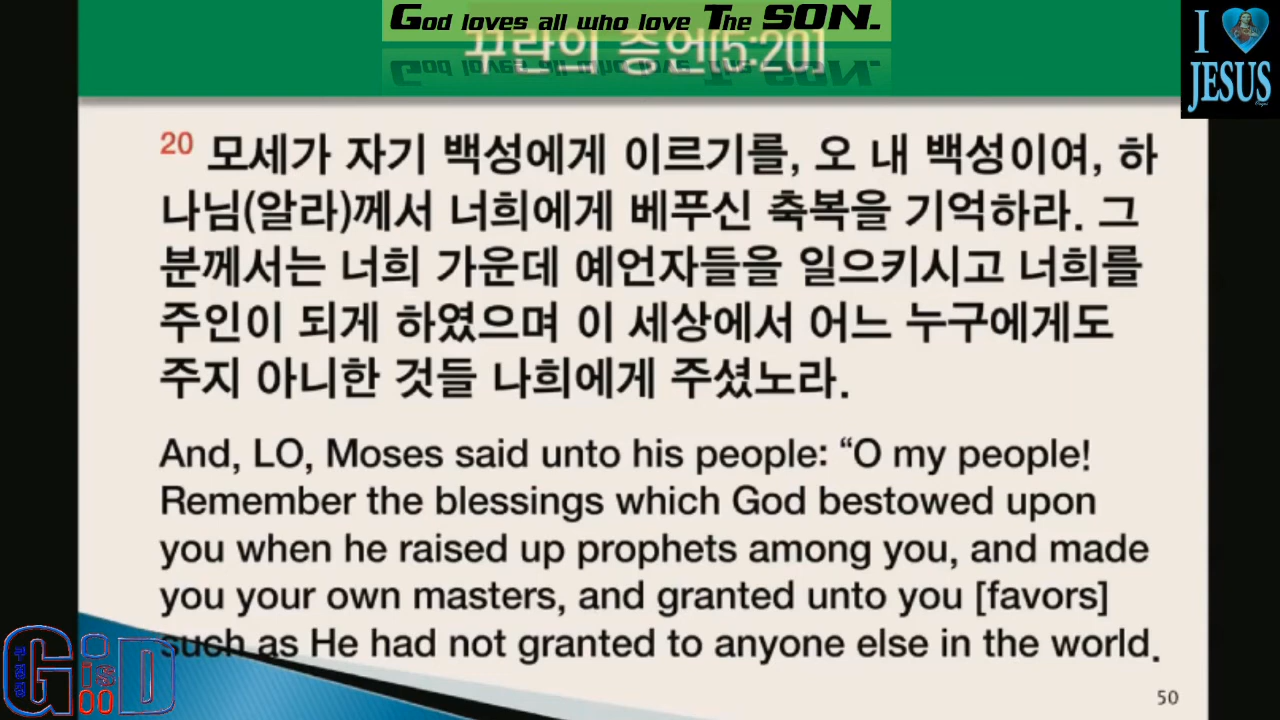 God loves all who love The SON.
꾸란의 증언[5:20]
God loves all who love The SON.
I
JESUS
20 모세가 자기 백성에게 이르기를, 오 내 백성이여, 하
나님(알라)께서 너희에게 베푸신 축복을 기억하라. 그
분께서는 너희 가운데 예언자들을 일으키시고 너희를
주인이 되게 하였으며 이 세상에서 어느 누구에게도
주지 아니한 것들 나희에게 주셨노라.
And, LO, Moses said unto his people: “O my people!
Remember the blessings which God bestowed upon
you when he raised up prophets among you, and made
you your own masters, and granted unto you [favors]
such as He had not granted to anyone else in the world.
G is D
50